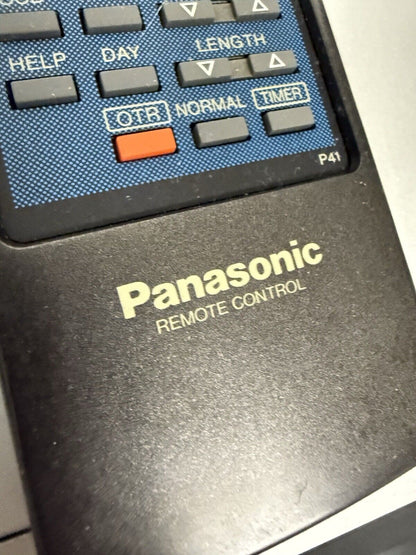 HELP DAY LENGTH
OTR NORMAL TIMER
P41
Panasonic
REMOTE CONTROL